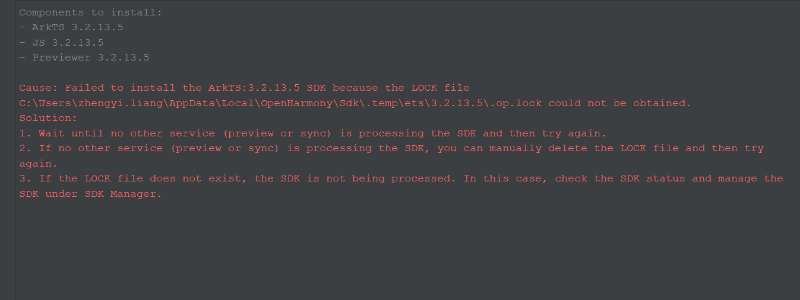 Components to install:
- ArkTS 3.2.13.5
- JS 3.2.13.5
- Previewer 3.2.13.5
Cause: Failed to install the ArkTS:3.2.13.5 SDK because the LOCK file
C:\Users\zhengyi.liang\AppData\Local\OpenHarmony\Sdk\.temp\ets\3.2.13.5\.op.lock could not be obtained.
Solution:
1. Wait until no other service (preview or sync) is processing the SDK and then try again.
2. If no other service (preview or sync) is processing the SDK, you can manually delete the LOCK file and then try
again.
3. If the LOCK file does not exist, the SDK is not being processed. In this case, check the SDK status and manage the
SDK under SDK Manager.